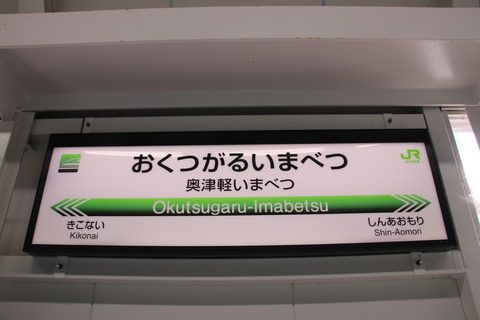 おくつがるいまべつ
JR
奥津軽いまべつ
Okutsugaru-Imabetsu
きこない
Kikonai
しんあおもり
Shin-Aomori